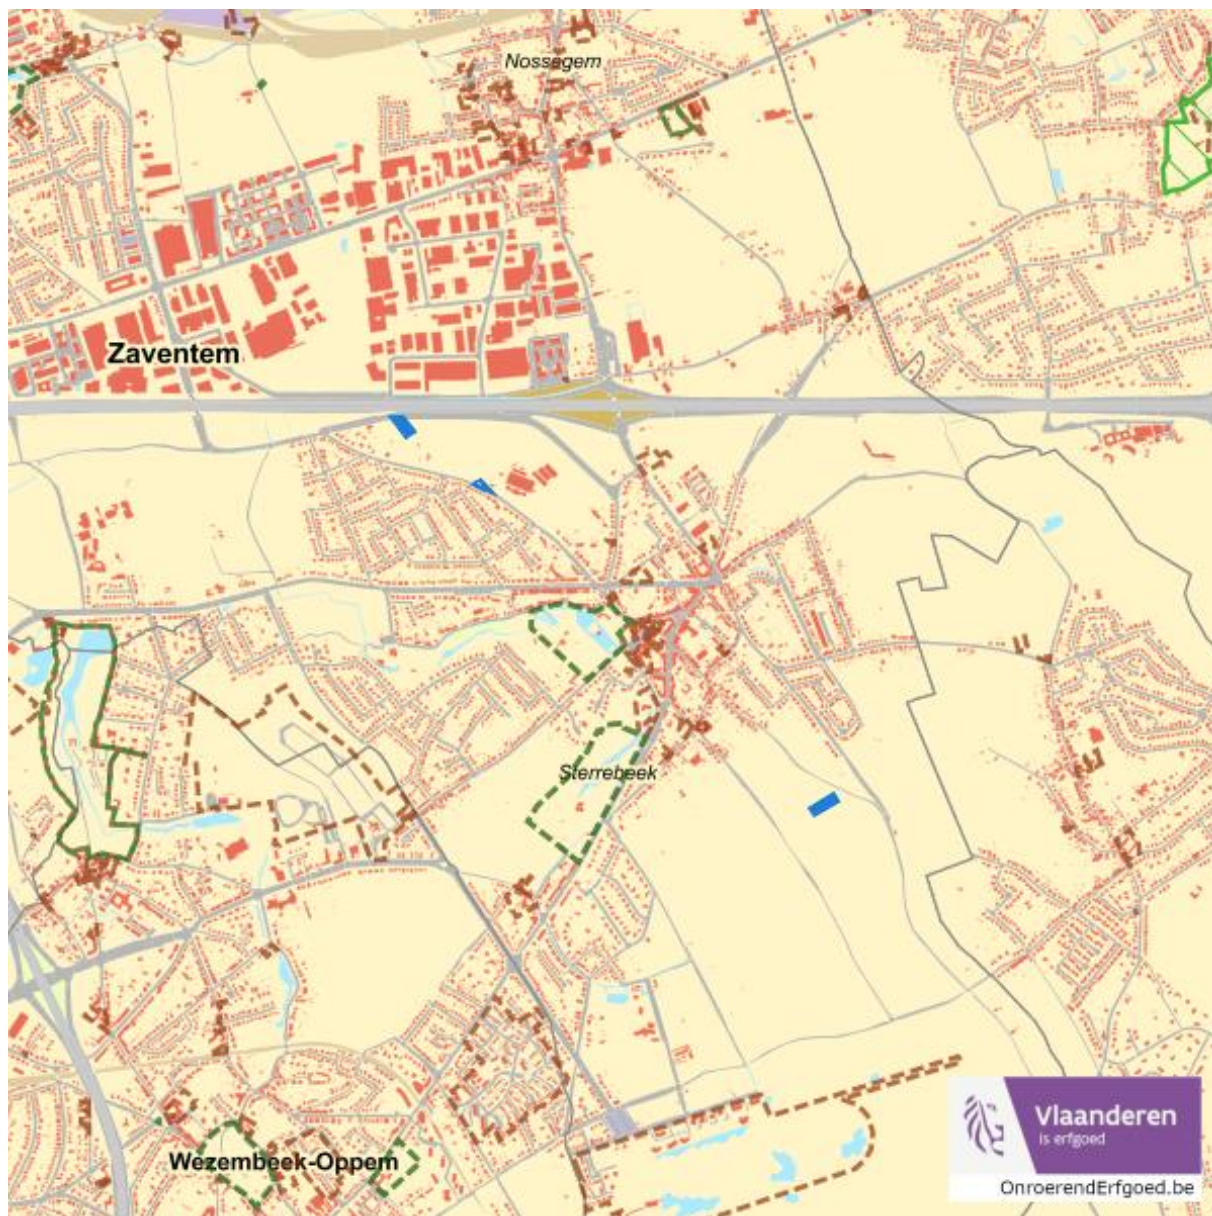 Nossegem
Zaventem
Sterrebeek
Wezembeek-Oppem
Vlaanderen
is erfgoed
OnroerendErfgoed.be